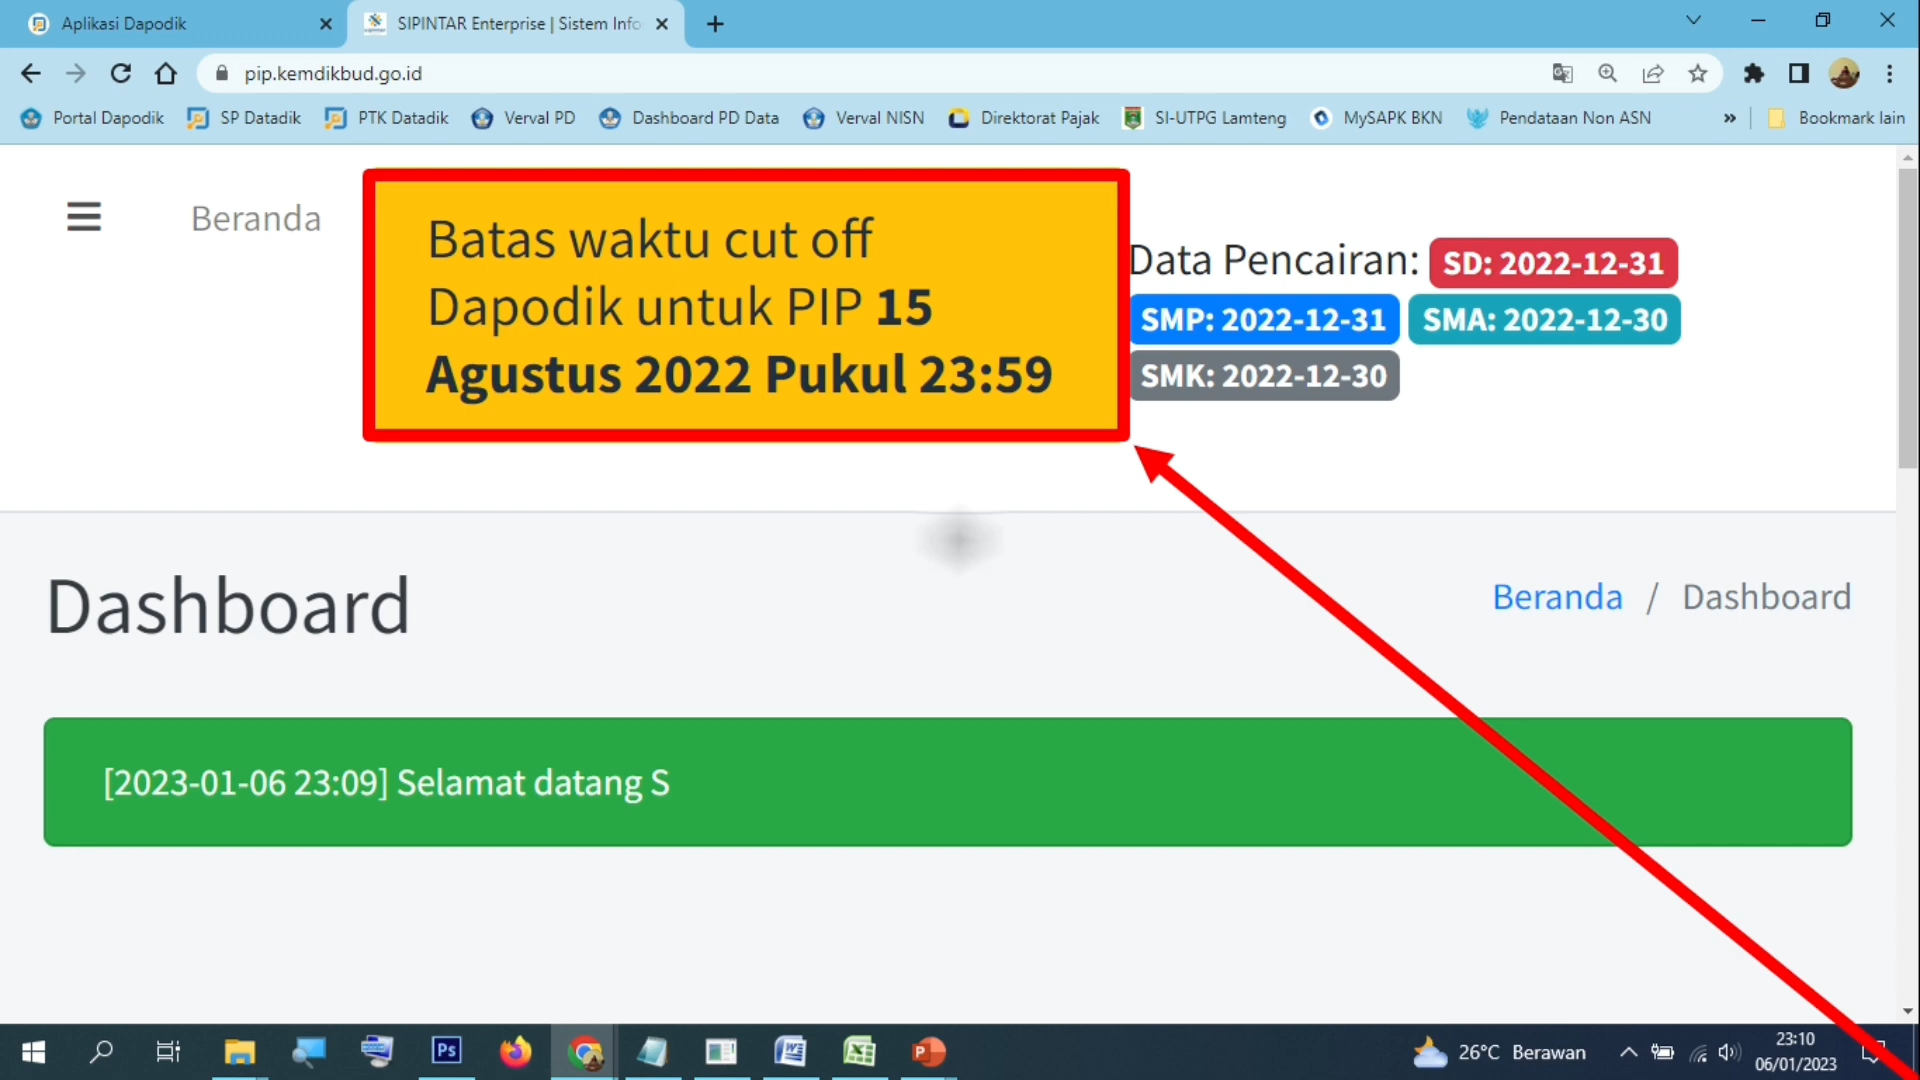 Aplikasi Dapodik
SIPINTAR Enterprise | Sistem Info
pip.kemdikbud.go.id
Portal Dapodik
SP Datadik
PTK Datadik
Verval PD
Dashboard PD Data
Verval NISN
Direktorat Pajak
SI-UTPG Lamteng
MySAPK BKN
Pendataan Non ASN
»
Bookmark lain
Beranda
Batas waktu cut off
Dapodik untuk PIP 15
Agustus 2022 Pukul 23:59
Data Pencairan: SD: 2022-12-31
SMP: 2022-12-31 SMA: 2022-12-30
SMK: 2022-12-30
Dashboard
Beranda / Dashboard
[2023-01-06 23:09] Selamat datang S
Ps
26°C Berawan
23:10
06/01/2023